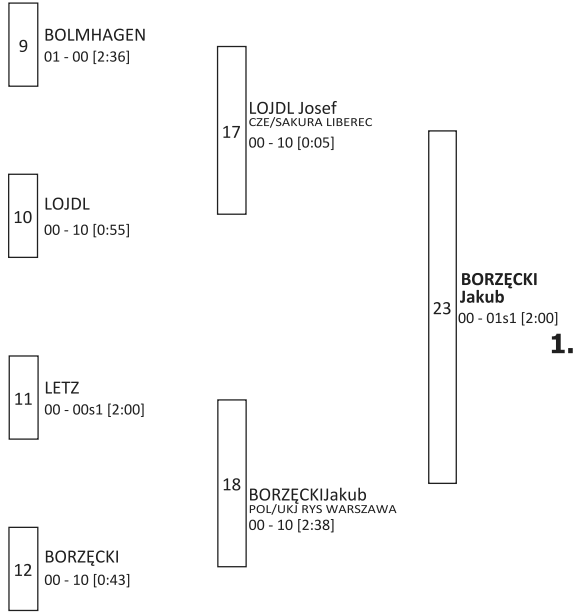 9
BOLMHAGEN
01 - 00 [2:36]
17
LOJDL Josef
CZE/SAKURA LIBEREC
00 - 10 [0:05]
10
LOJDL
00 - 10 [0:55]
23
BORZĘCKI
Jakub
00 - 01s1 [2:00]
1.
11
LETZ
00 - 00s1 [2:00]
18
BORZĘCKIJakub
POL/UKJ RYS WARSZAWA
00 - 10 [2:38]
12
BORZĘCKI
00 - 10 [0:43]